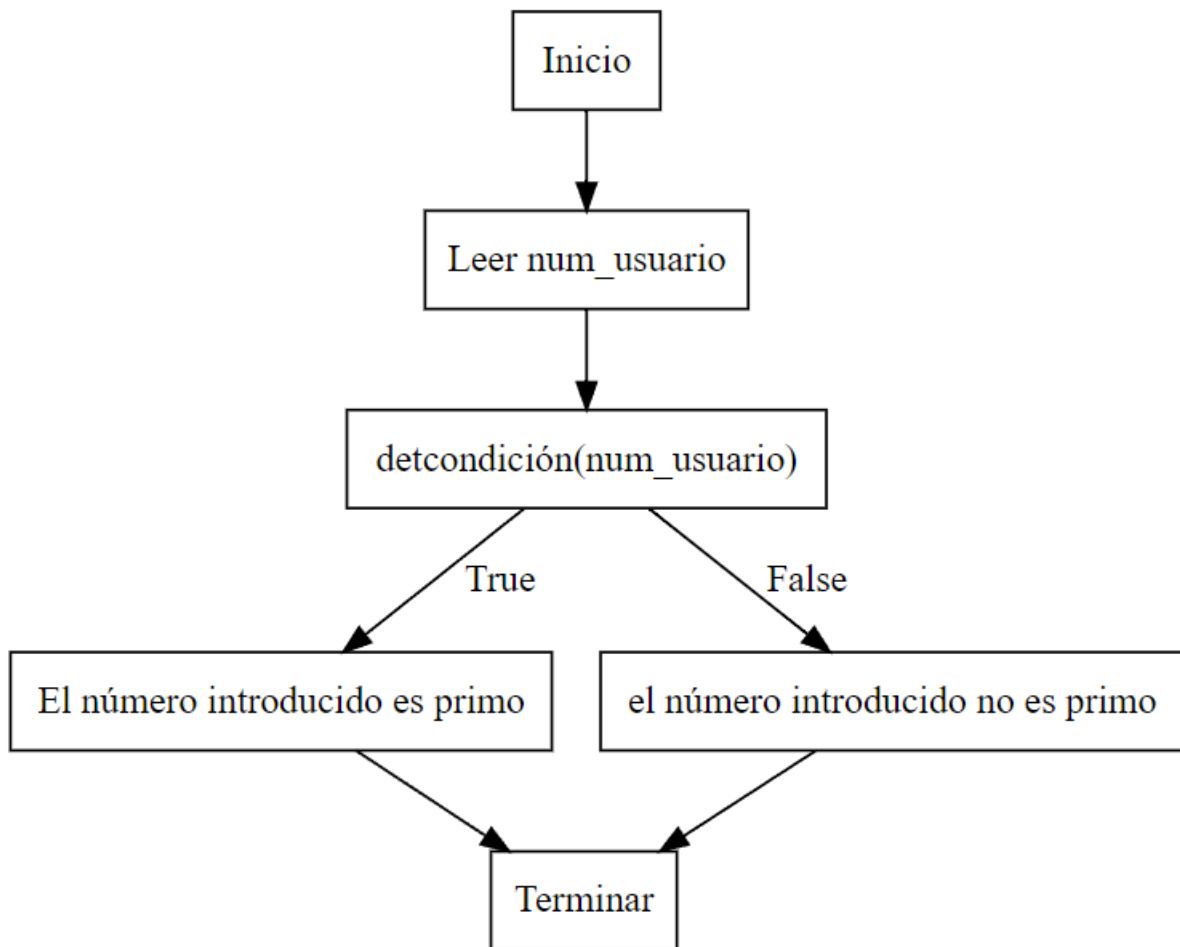 Inicio
Leer num_usuario
detcondición(num_usuario)
True
False
El número introducido es primo
el número introducido no es primo
Terminar